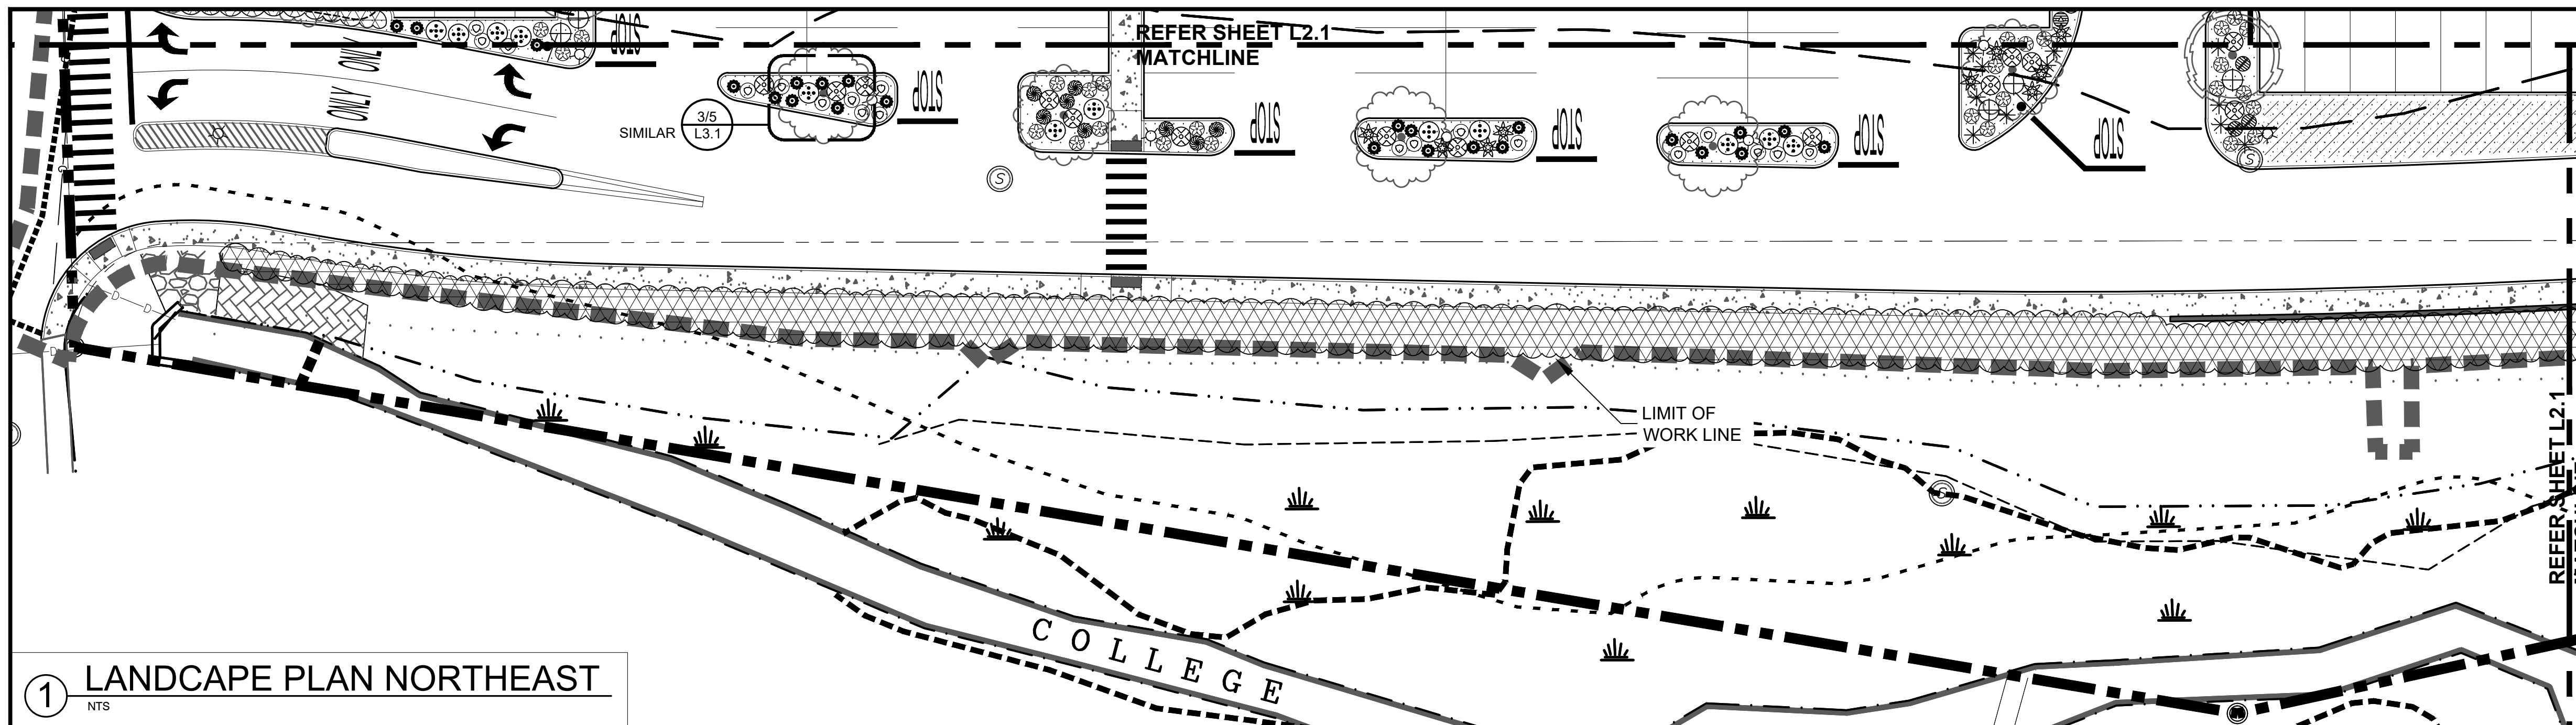 STOP
ONLY
ONLY
REFER SHEET L2.1
MATCHLINE
3/5
L3.1
SIMILAR
STOP
STOP
STOP
STOP
STOP
S
S
D
D
D
LIMIT OF
WORK LINE
REFER SHEET L2.1
S
COLLEGE
1
LANDCAPE PLAN NORTHEAST
NTS